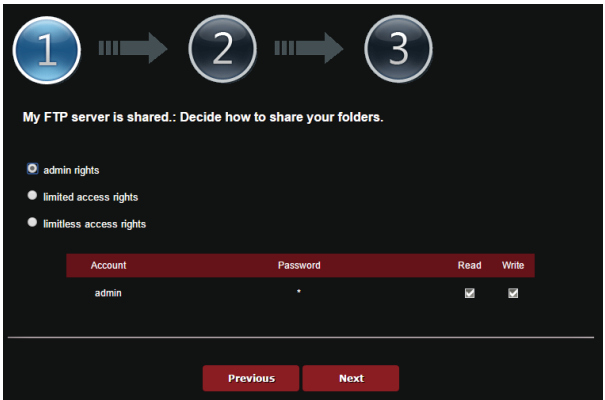 1 2 3
My FTP server is shared.: Decide how to share your folders.
admin rights
limited access rights
limitless access rights
Account Password Read Write
admin *
Previous Next